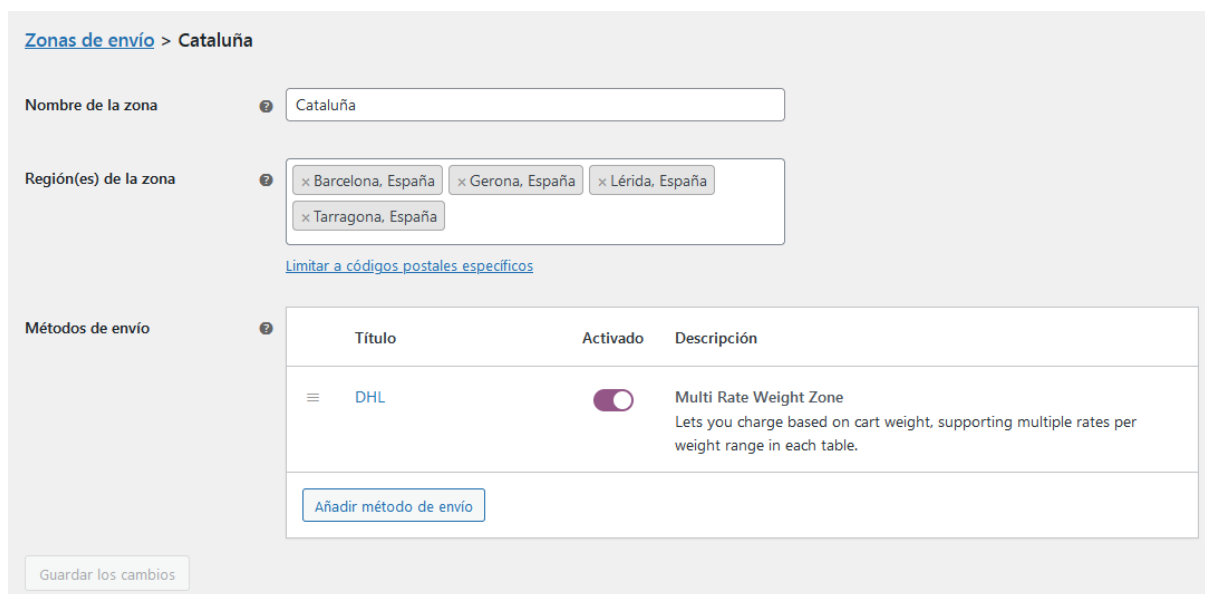 Zonas de envío > Cataluña
Nombre de la zona
Cataluña
Región(es) de la zona
× Barcelona, España × Gerona, España × Lérida, España
× Tarragona, España
Limitar a códigos postales específicos
Métodos de envío
Título Activado Descripción
DHL
Multi Rate Weight Zone
Lets you charge based on cart weight, supporting multiple rates per
weight range in each table.
Añadir método de envío
Guardar los cambios